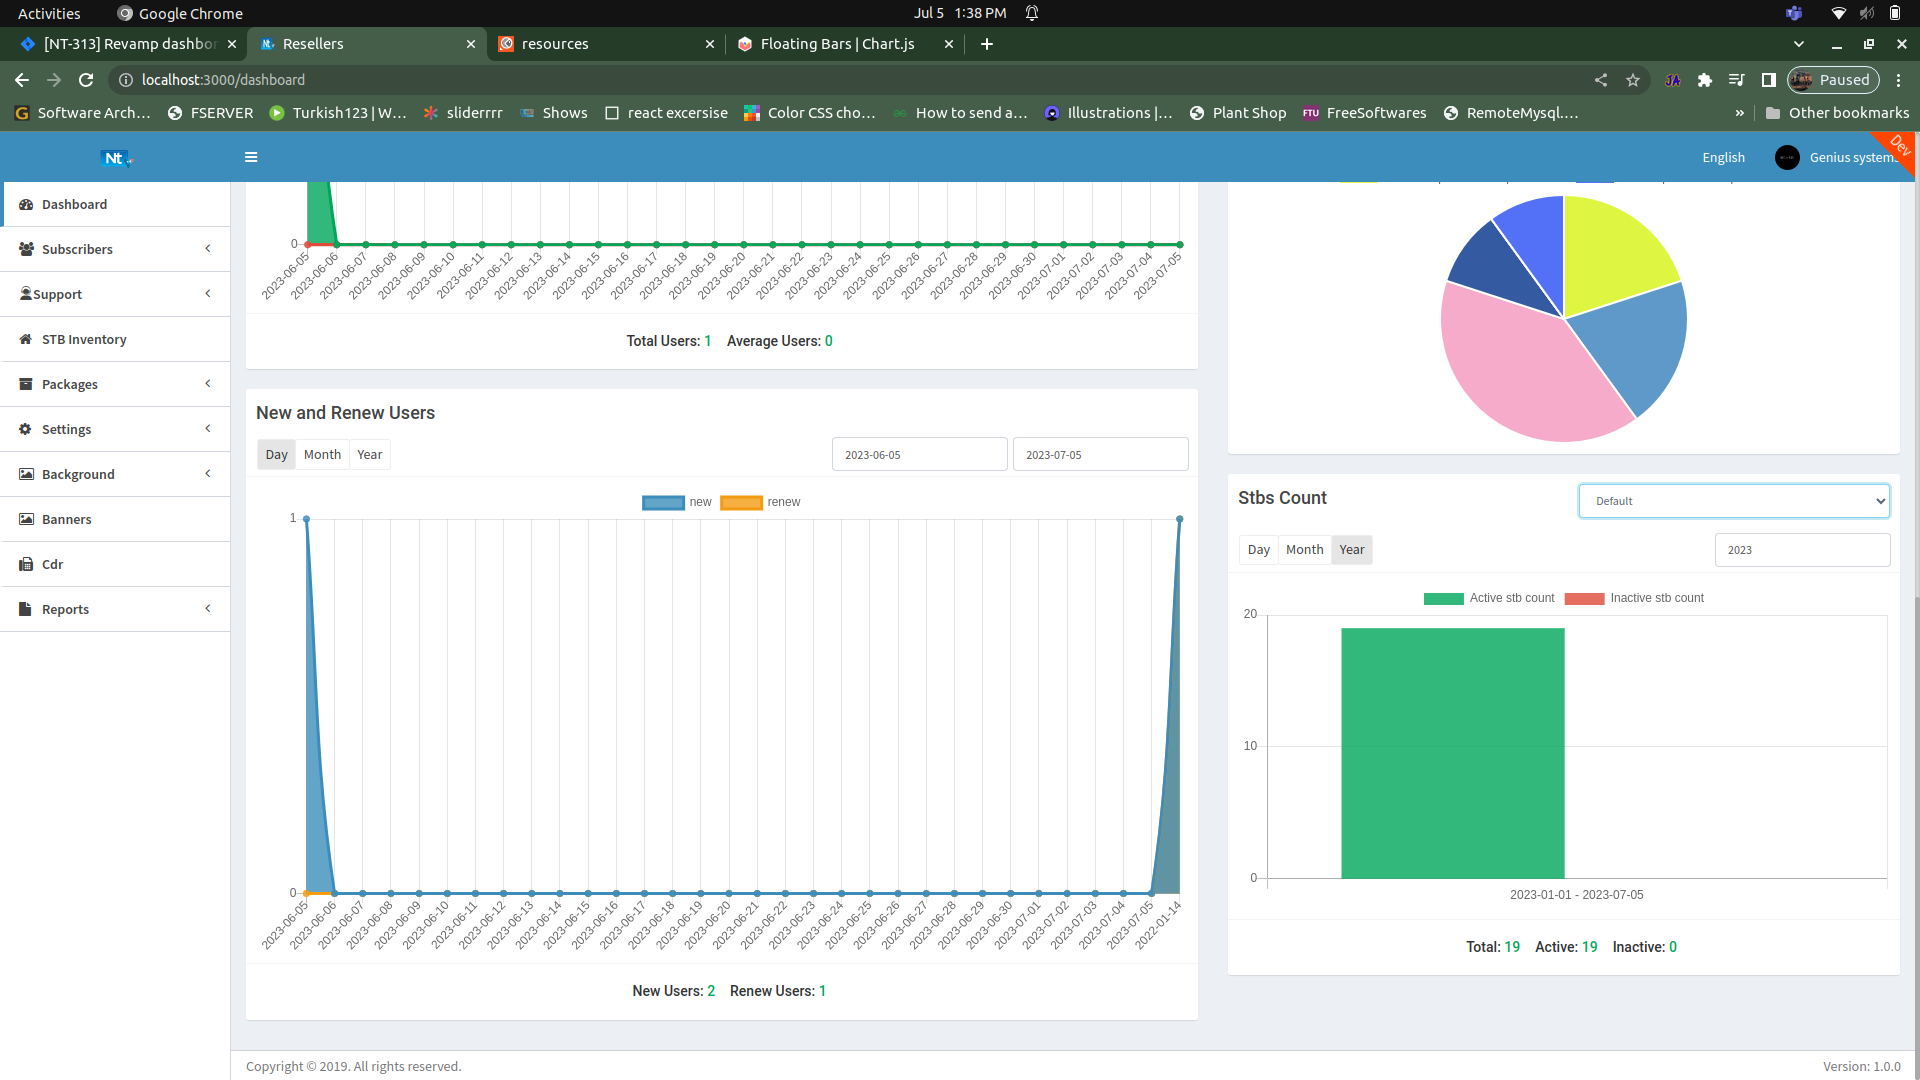 Activities Google Chrome Jul 5 1:38 PM
[NT-313] Revamp dashbor Resellers resources Floating Bars | Chart.js
localhost:3000/dashboard Paused
Software Arch… FSERVER Turkish123 | W… sliderrrr Shows react excersise Color CSS cho… How to send a… Illustrations |… Plant Shop FTU FreeSoftwares RemoteMysql.… » Other bookmarks
Nt English Genius systems Dev
Dashboard
Subscribers
Support
STB Inventory
Packages
Settings
Background
Banners
Cdr
Reports
0
2023-06-05 2023-06-06 2023-06-07 2023-06-08 2023-06-09 2023-06-10 2023-06-11 2023-06-12 2023-06-13 2023-06-14 2023-06-15 2023-06-16 2023-06-17 2023-06-18 2023-06-19 2023-06-20 2023-06-21 2023-06-22 2023-06-23 2023-06-24 2023-06-25 2023-06-26 2023-06-27 2023-06-28 2023-06-29 2023-06-30 2023-07-01 2023-07-02 2023-07-03 2023-07-04 2023-07-05
Total Users: 1 Average Users: 0
New and Renew Users
Day Month Year 2023-06-05 2023-07-05
new renew
1
0
2023-06-05 2023-06-06 2023-06-07 2023-06-08 2023-06-09 2023-06-10 2023-06-11 2023-06-12 2023-06-13 2023-06-14 2023-06-15 2023-06-16 2023-06-17 2023-06-18 2023-06-19 2023-06-20 2023-06-21 2023-06-22 2023-06-23 2023-06-24 2023-06-25 2023-06-26 2023-06-27 2023-06-28 2023-06-29 2023-06-30 2023-07-01 2023-07-02 2023-07-03 2023-07-04 2023-07-05 2022-01-14
New Users: 2 Renew Users: 1
Stbs Count Default
Day Month Year 2023
Active stb count Inactive stb count
20
10
0
2023-01-01 - 2023-07-05
Total: 19 Active: 19 Inactive: 0
Copyright © 2019. All rights reserved. Version: 1.0.0